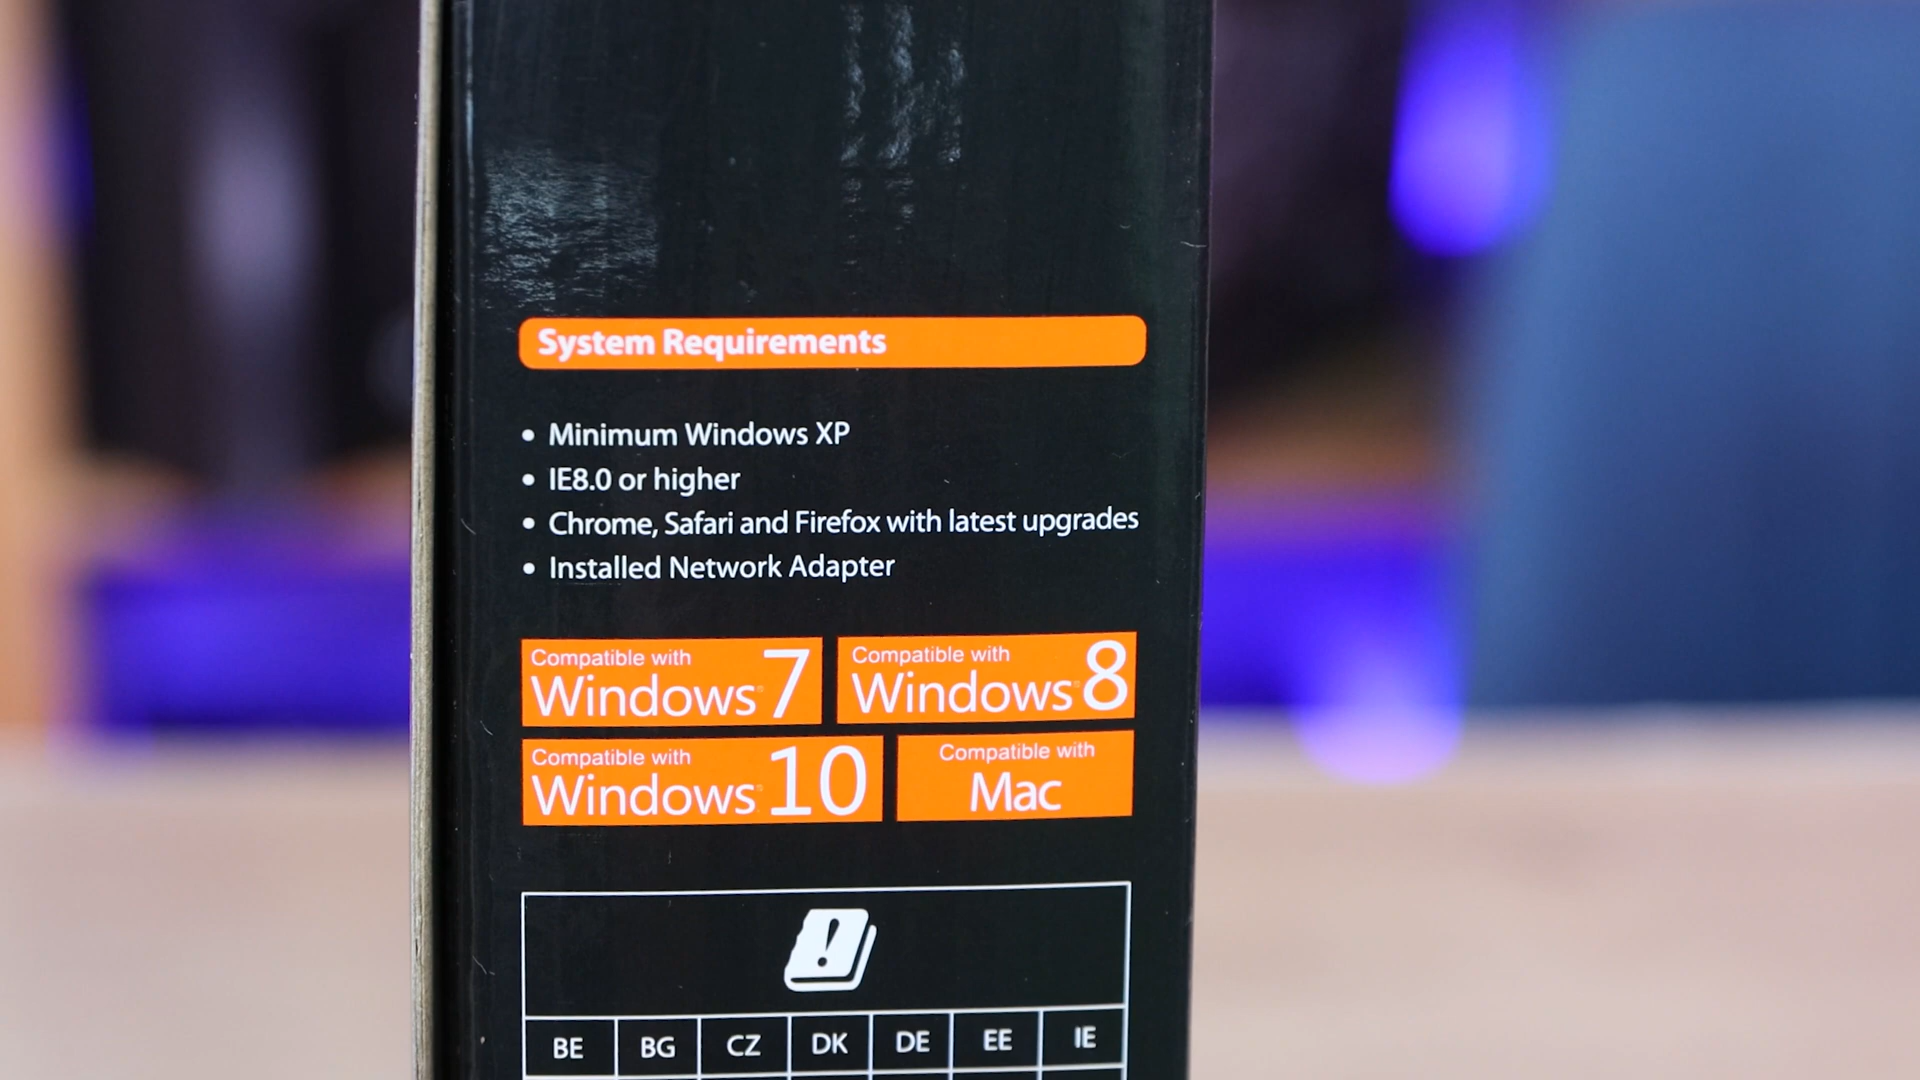 System Requirements
• Minimum Windows XP
• IE8.0 or higher
• Chrome, Safari and Firefox with latest upgrades
• Installed Network Adapter
Compatible with
Windows 7
Compatible with
Windows 8
Compatible with
Windows 10
Compatible with
Mac
BE BG CZ DK DE EE IE